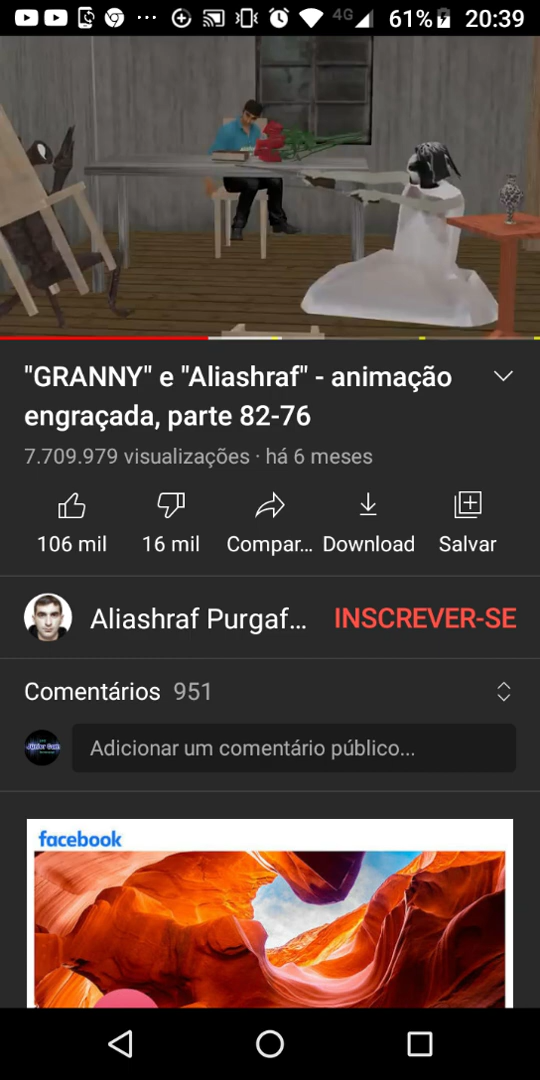 4G 61% 20:39
"GRANNY" e "Aliashraf" - animação
engraçada, parte 82-76
7.709.979 visualizações · há 6 meses
106 mil 16 mil Compar... Download Salvar
Aliashraf Purgaf... INSCREVER-SE
Comentários 951
Adicionar um comentário público...
facebook